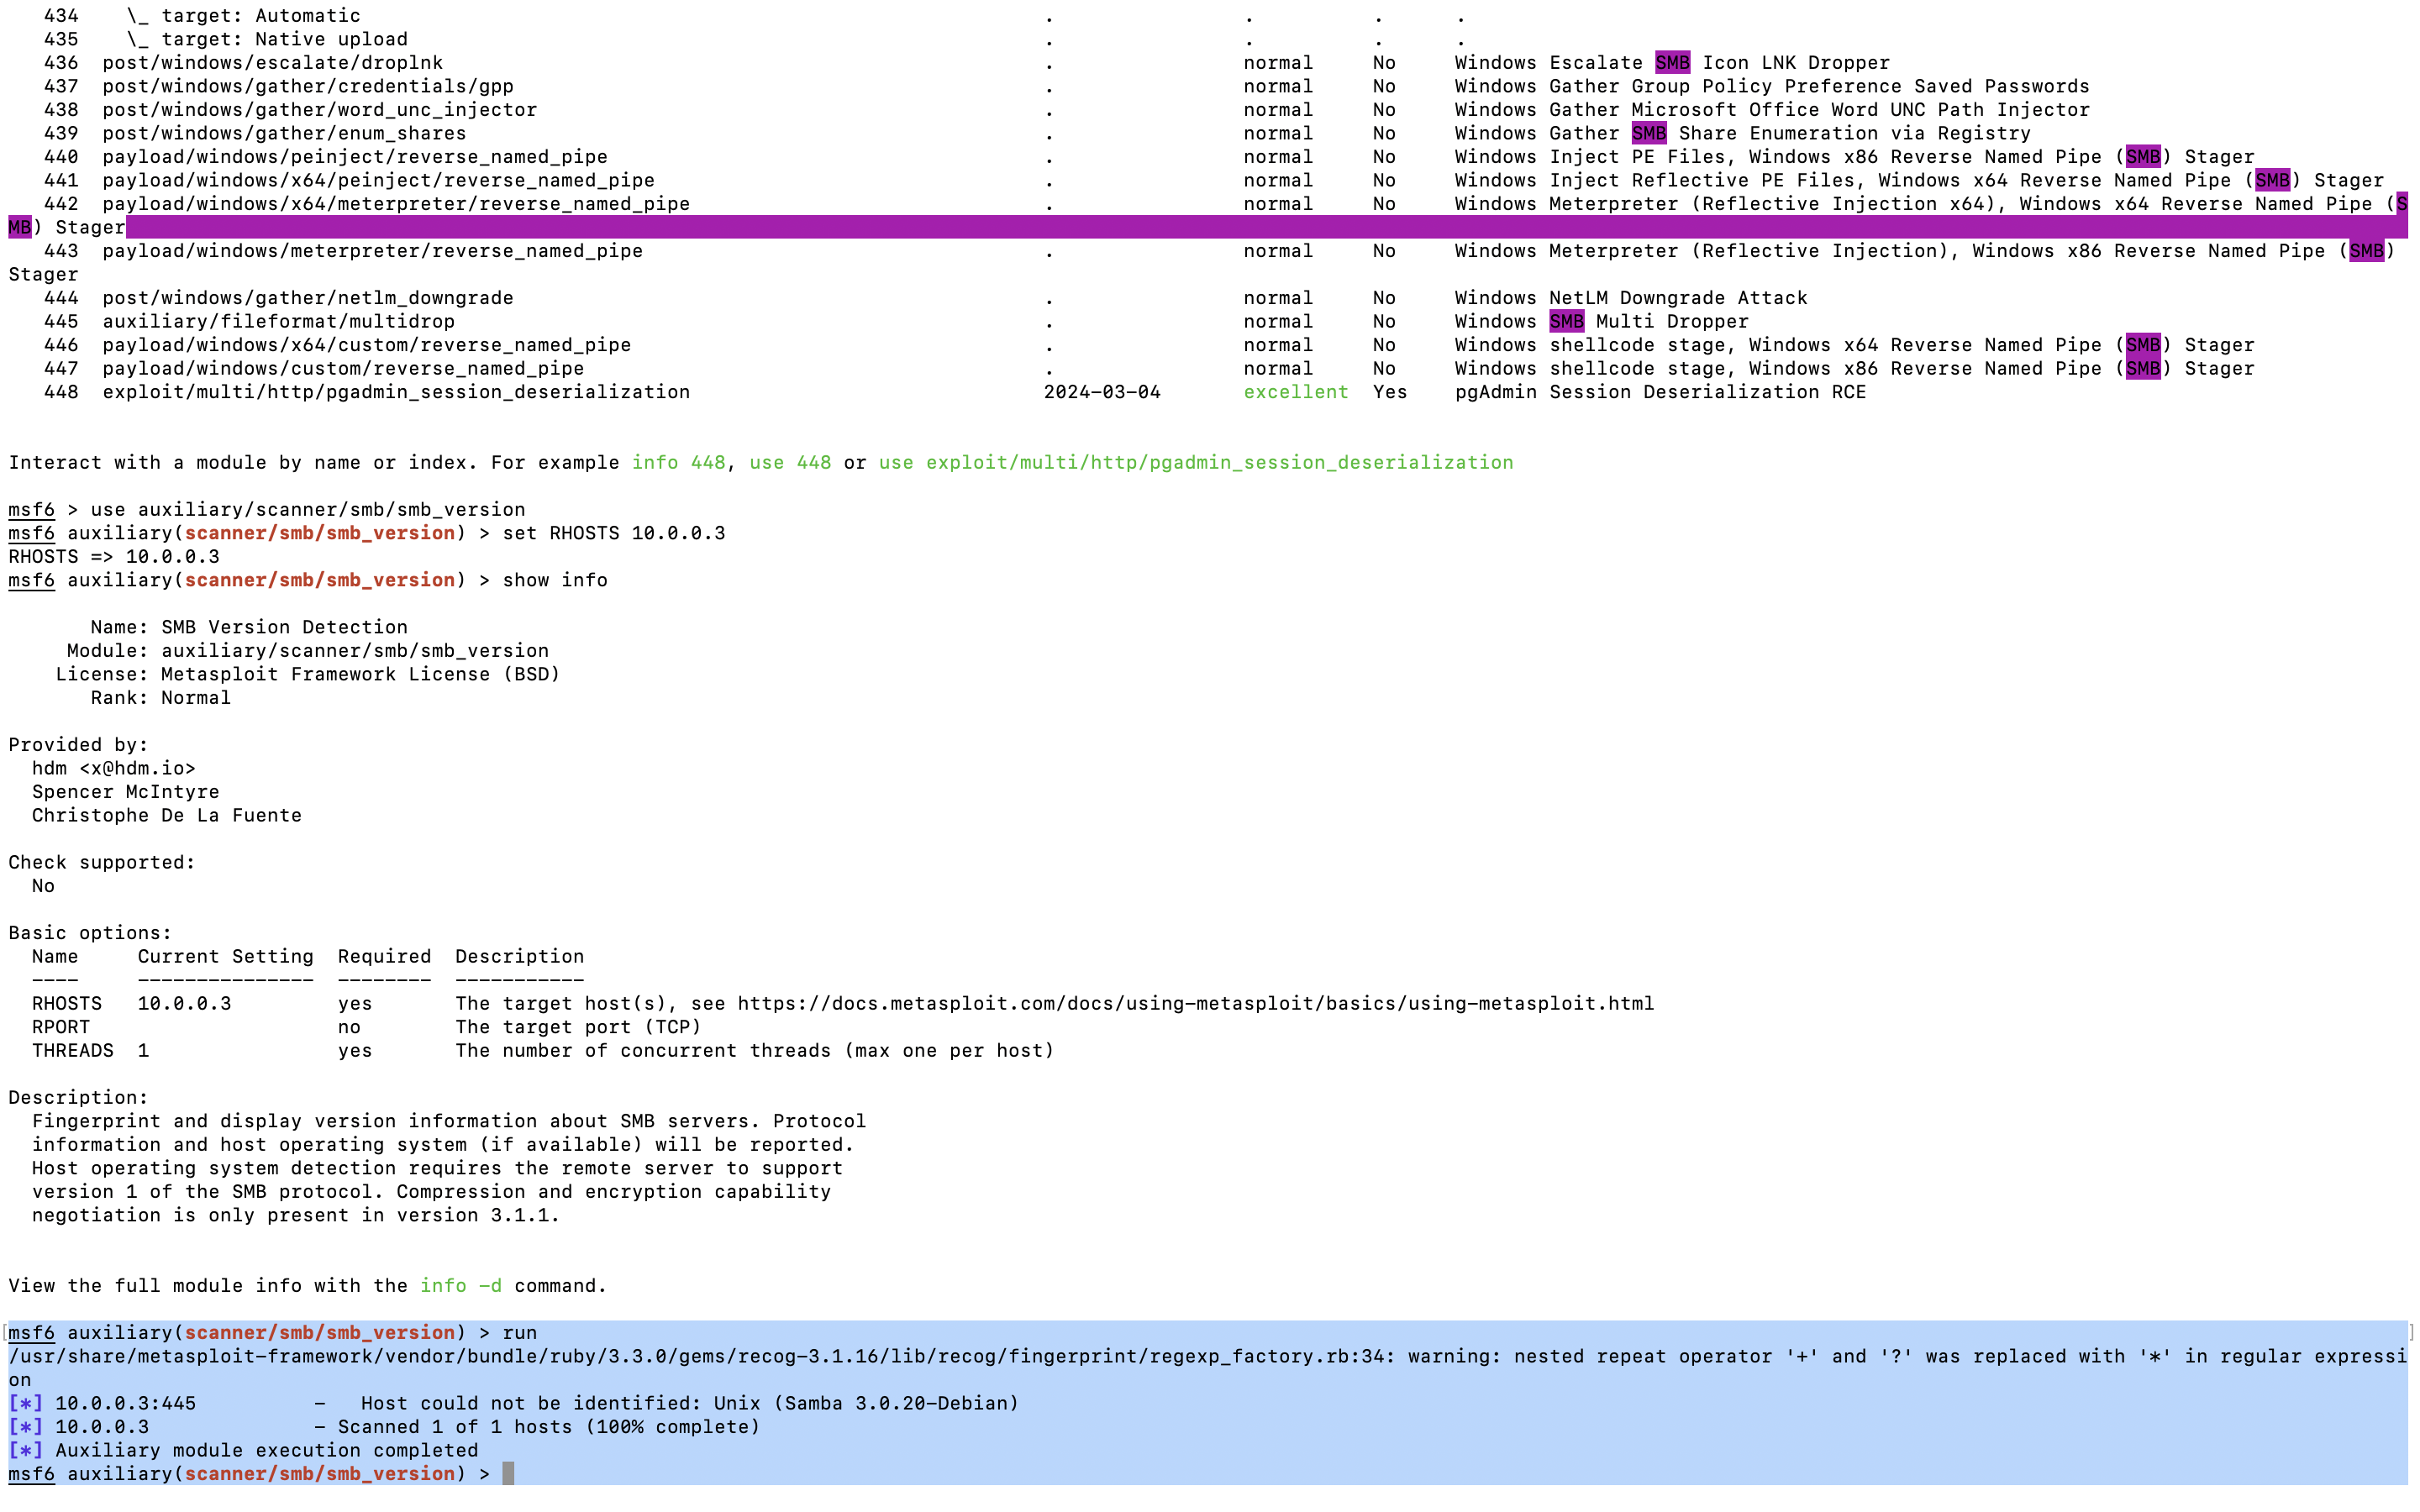 434    \_ target: Automatic    .    .    .    .
435    \_ target: Native upload    .    .    .    .
436  post/windows/escalate/droplnk    .    normal    No    Windows Escalate SMB Icon LNK Dropper
437  post/windows/gather/credentials/gpp    .    normal    No    Windows Gather Group Policy Preference Saved Passwords
438  post/windows/gather/word_unc_injector    .    normal    No    Windows Gather Microsoft Office Word UNC Path Injector
439  post/windows/gather/enum_shares    .    normal    No    Windows Gather SMB Share Enumeration via Registry
440  payload/windows/peinject/reverse_named_pipe    .    normal    No    Windows Inject PE Files, Windows x86 Reverse Named Pipe (SMB) Stager
441  payload/windows/x64/peinject/reverse_named_pipe    .    normal    No    Windows Inject Reflective PE Files, Windows x64 Reverse Named Pipe (SMB) Stager
442  payload/windows/x64/meterpreter/reverse_named_pipe    .    normal    No    Windows Meterpreter (Reflective Injection x64), Windows x64 Reverse Named Pipe (S
MB) Stager
443  payload/windows/meterpreter/reverse_named_pipe    .    normal    No    Windows Meterpreter (Reflective Injection), Windows x86 Reverse Named Pipe (SMB)
Stager
444  post/windows/gather/netlm_downgrade    .    normal    No    Windows NetLM Downgrade Attack
445  auxiliary/fileformat/multidrop    .    normal    No    Windows SMB Multi Dropper
446  payload/windows/x64/custom/reverse_named_pipe    .    normal    No    Windows shellcode stage, Windows x64 Reverse Named Pipe (SMB) Stager
447  payload/windows/custom/reverse_named_pipe    .    normal    No    Windows shellcode stage, Windows x86 Reverse Named Pipe (SMB) Stager
448  exploit/multi/http/pgadmin_session_deserialization    2024-03-04    excellent    Yes    pgAdmin Session Deserialization RCE
Interact with a module by name or index. For example info 448, use 448 or use exploit/multi/http/pgadmin_session_deserialization
msf6 > use auxiliary/scanner/smb/smb_version
msf6 auxiliary(scanner/smb/smb_version) > set RHOSTS 10.0.0.3
RHOSTS => 10.0.0.3
msf6 auxiliary(scanner/smb/smb_version) > show info
Name: SMB Version Detection
Module: auxiliary/scanner/smb/smb_version
License: Metasploit Framework License (BSD)
Rank: Normal
Provided by:
hdm <x@hdm.io>
Spencer McIntyre
Christophe De La Fuente
Check supported:
No
Basic options:
Name     Current Setting  Required  Description
----     ---------------  --------  -----------
RHOSTS   10.0.0.3         yes       The target host(s), see https://docs.metasploit.com/docs/using-metasploit/basics/using-metasploit.html
RPORT                     no        The target port (TCP)
THREADS  1                yes       The number of concurrent threads (max one per host)
Description:
Fingerprint and display version information about SMB servers. Protocol
information and host operating system (if available) will be reported.
Host operating system detection requires the remote server to support
version 1 of the SMB protocol. Compression and encryption capability
negotiation is only present in version 3.1.1.
View the full module info with the info -d command.
[msf6 auxiliary(scanner/smb/smb_version) > run ]
/usr/share/metasploit-framework/vendor/bundle/ruby/3.3.0/gems/recog-3.1.16/lib/recog/fingerprint/regexp_factory.rb:34: warning: nested repeat operator '+' and '?' was replaced with '*' in regular expressi
on
[*] 10.0.0.3:445          -   Host could not be identified: Unix (Samba 3.0.20-Debian)
[*] 10.0.0.3              - Scanned 1 of 1 hosts (100% complete)
[*] Auxiliary module execution completed
msf6 auxiliary(scanner/smb/smb_version) >